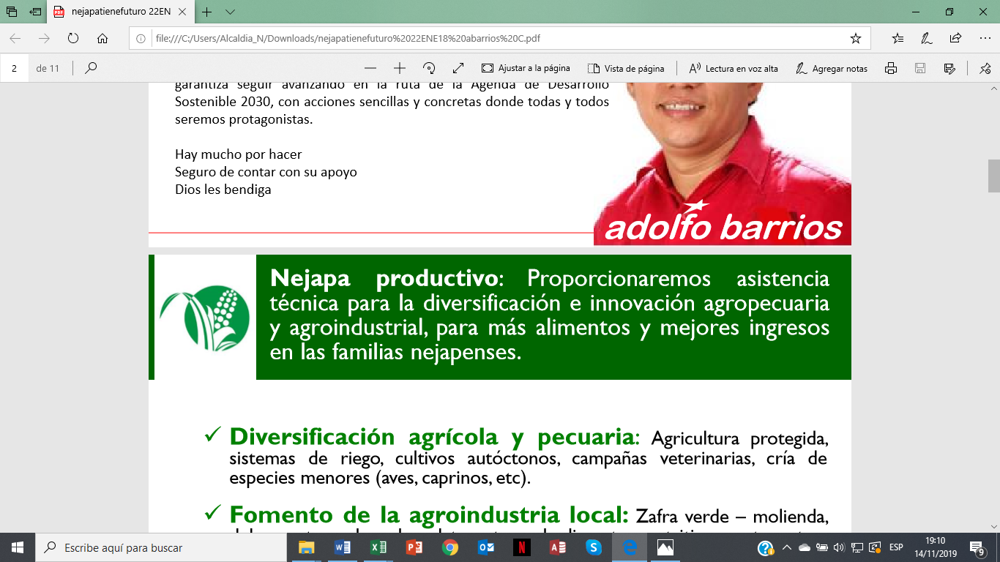 nejapatienefuturo 22EN
file:///C:/Users/Alcaldia_N/Downloads/nejapatienefuturo%2022ENE18%20abarrios%20C.pdf
2 de 11
Ajustar a la página
Vista de página
Lectura en voz alta
Agregar notas
garantiza seguir avanzando en la ruta de la Agenda de Desarrollo
Sostenible 2030, con acciones sencillas y concretas donde todas y todos
seremos protagonistas.
Hay mucho por hacer
Seguro de contar con su apoyo
Dios les bendiga
adolfo barrios
Nejapa productivo: Proporcionaremos asistencia
técnica para la diversificación e innovación agropecuaria
y agroindustrial, para más alimentos y mejores ingresos
en las familias nejapenses.
✓ Diversificación agrícola y pecuaria: Agricultura protegida,
sistemas de riego, cultivos autóctonos, campañas veterinarias, cría de
especies menores (aves, caprinos, etc).
✓ Fomento de la agroindustria local: Zafra verde – molienda,
Escribe aquí para buscar
ESP
19:10
14/11/2019
9